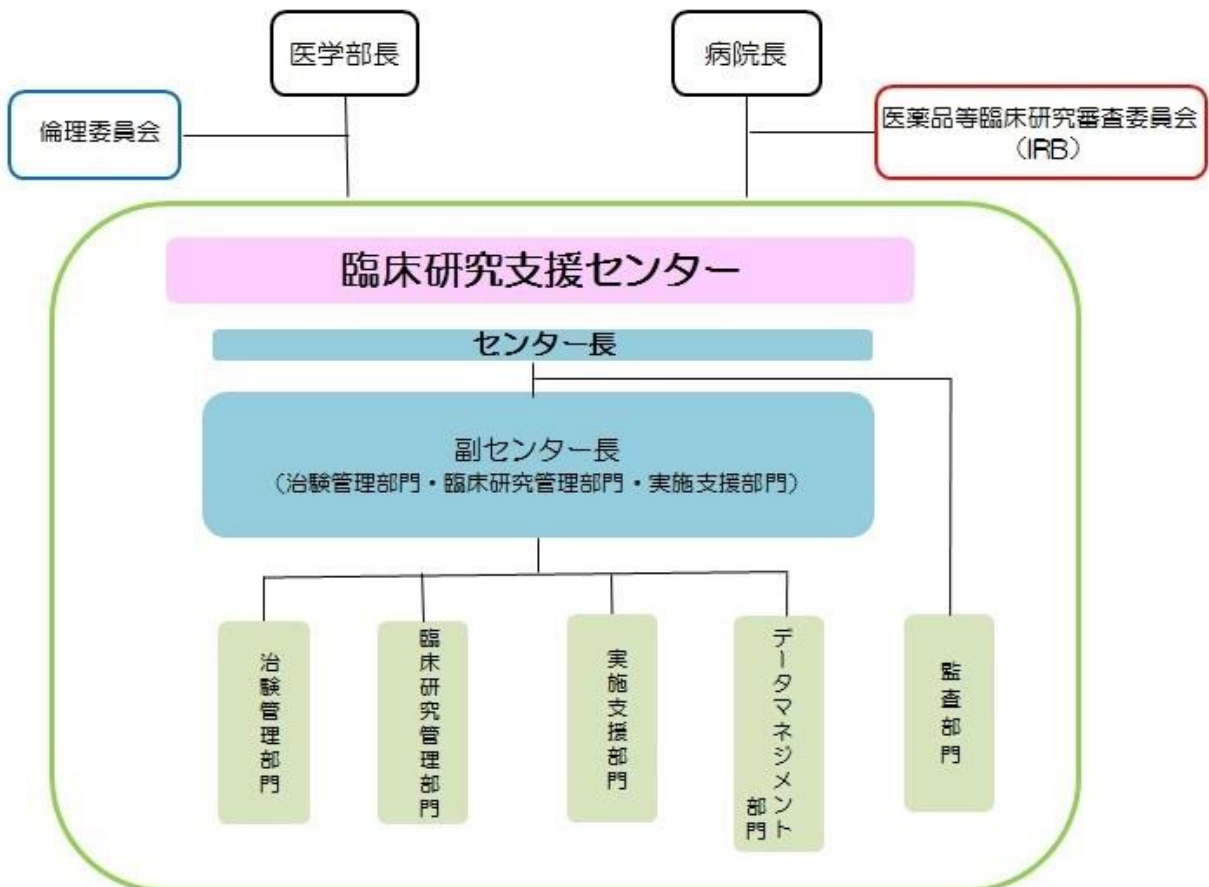 医学部長
病院長
倫理委員会
医薬品等臨床研究審査委員会
（IRB）
臨床研究支援センター
センター長
副センター長
（治験管理部門・臨床研究管理部門・実施支援部門）
治験管理部門
臨床研究管理部門
実施支援部門
データマネジメント
部門
監査部門